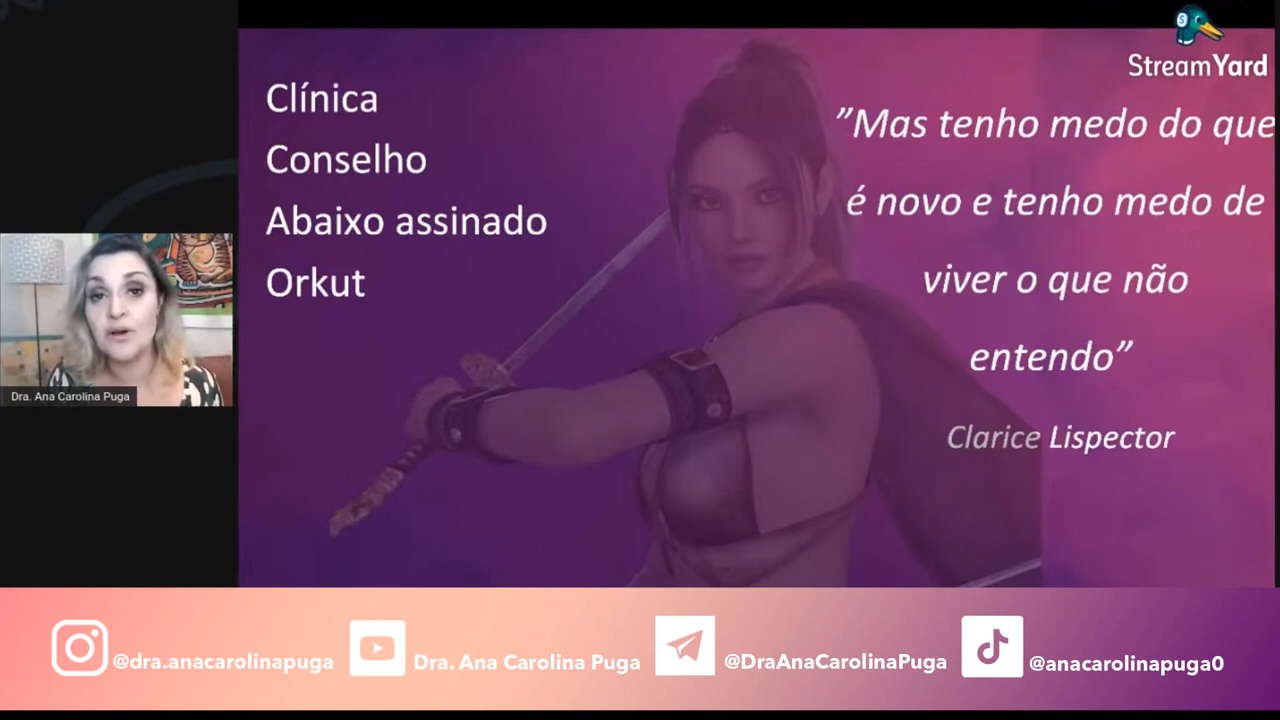 StreamYard
Clínica
Conselho
Abaixo assinado
Orkut
”Mas tenho medo do que
é novo e tenho medo de
viver o que não
entendo”
Clarice Lispector
Dra. Ana Carolina Puga
@dra.anacarolinapuga
Dra. Ana Carolina Puga
@DraAnaCarolinaPuga
@anacarolinapuga0